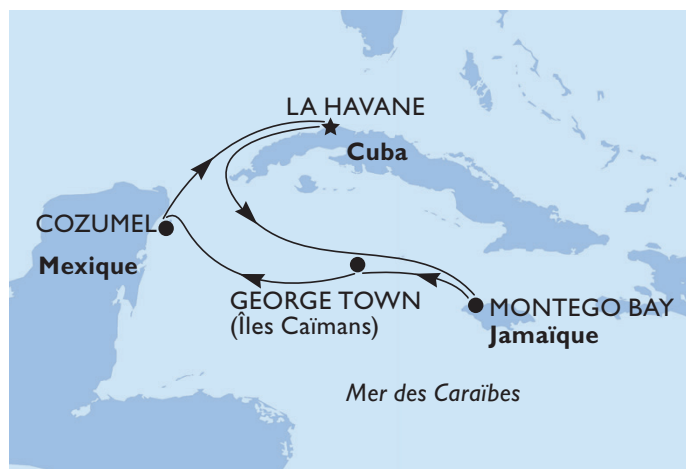 LA HAVANE
Cuba
COZUMEL
Mexique
GEORGE TOWN
(Îles Caïmans)
MONTEGO BAY
Jamaïque
Mer des Caraïbes